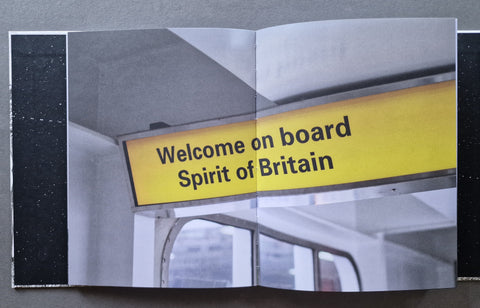 Welcome on board
Spirit of Britain